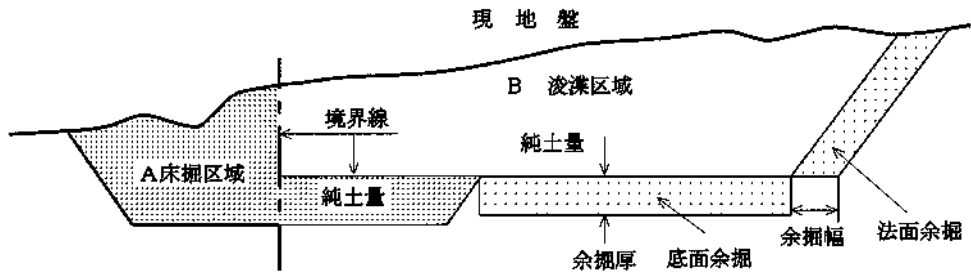 現 地 盤
B 浚渫区域
境界線
純土量
A床掘区域
純土量
余掘厚
底面余掘
余掘幅
法面余掘